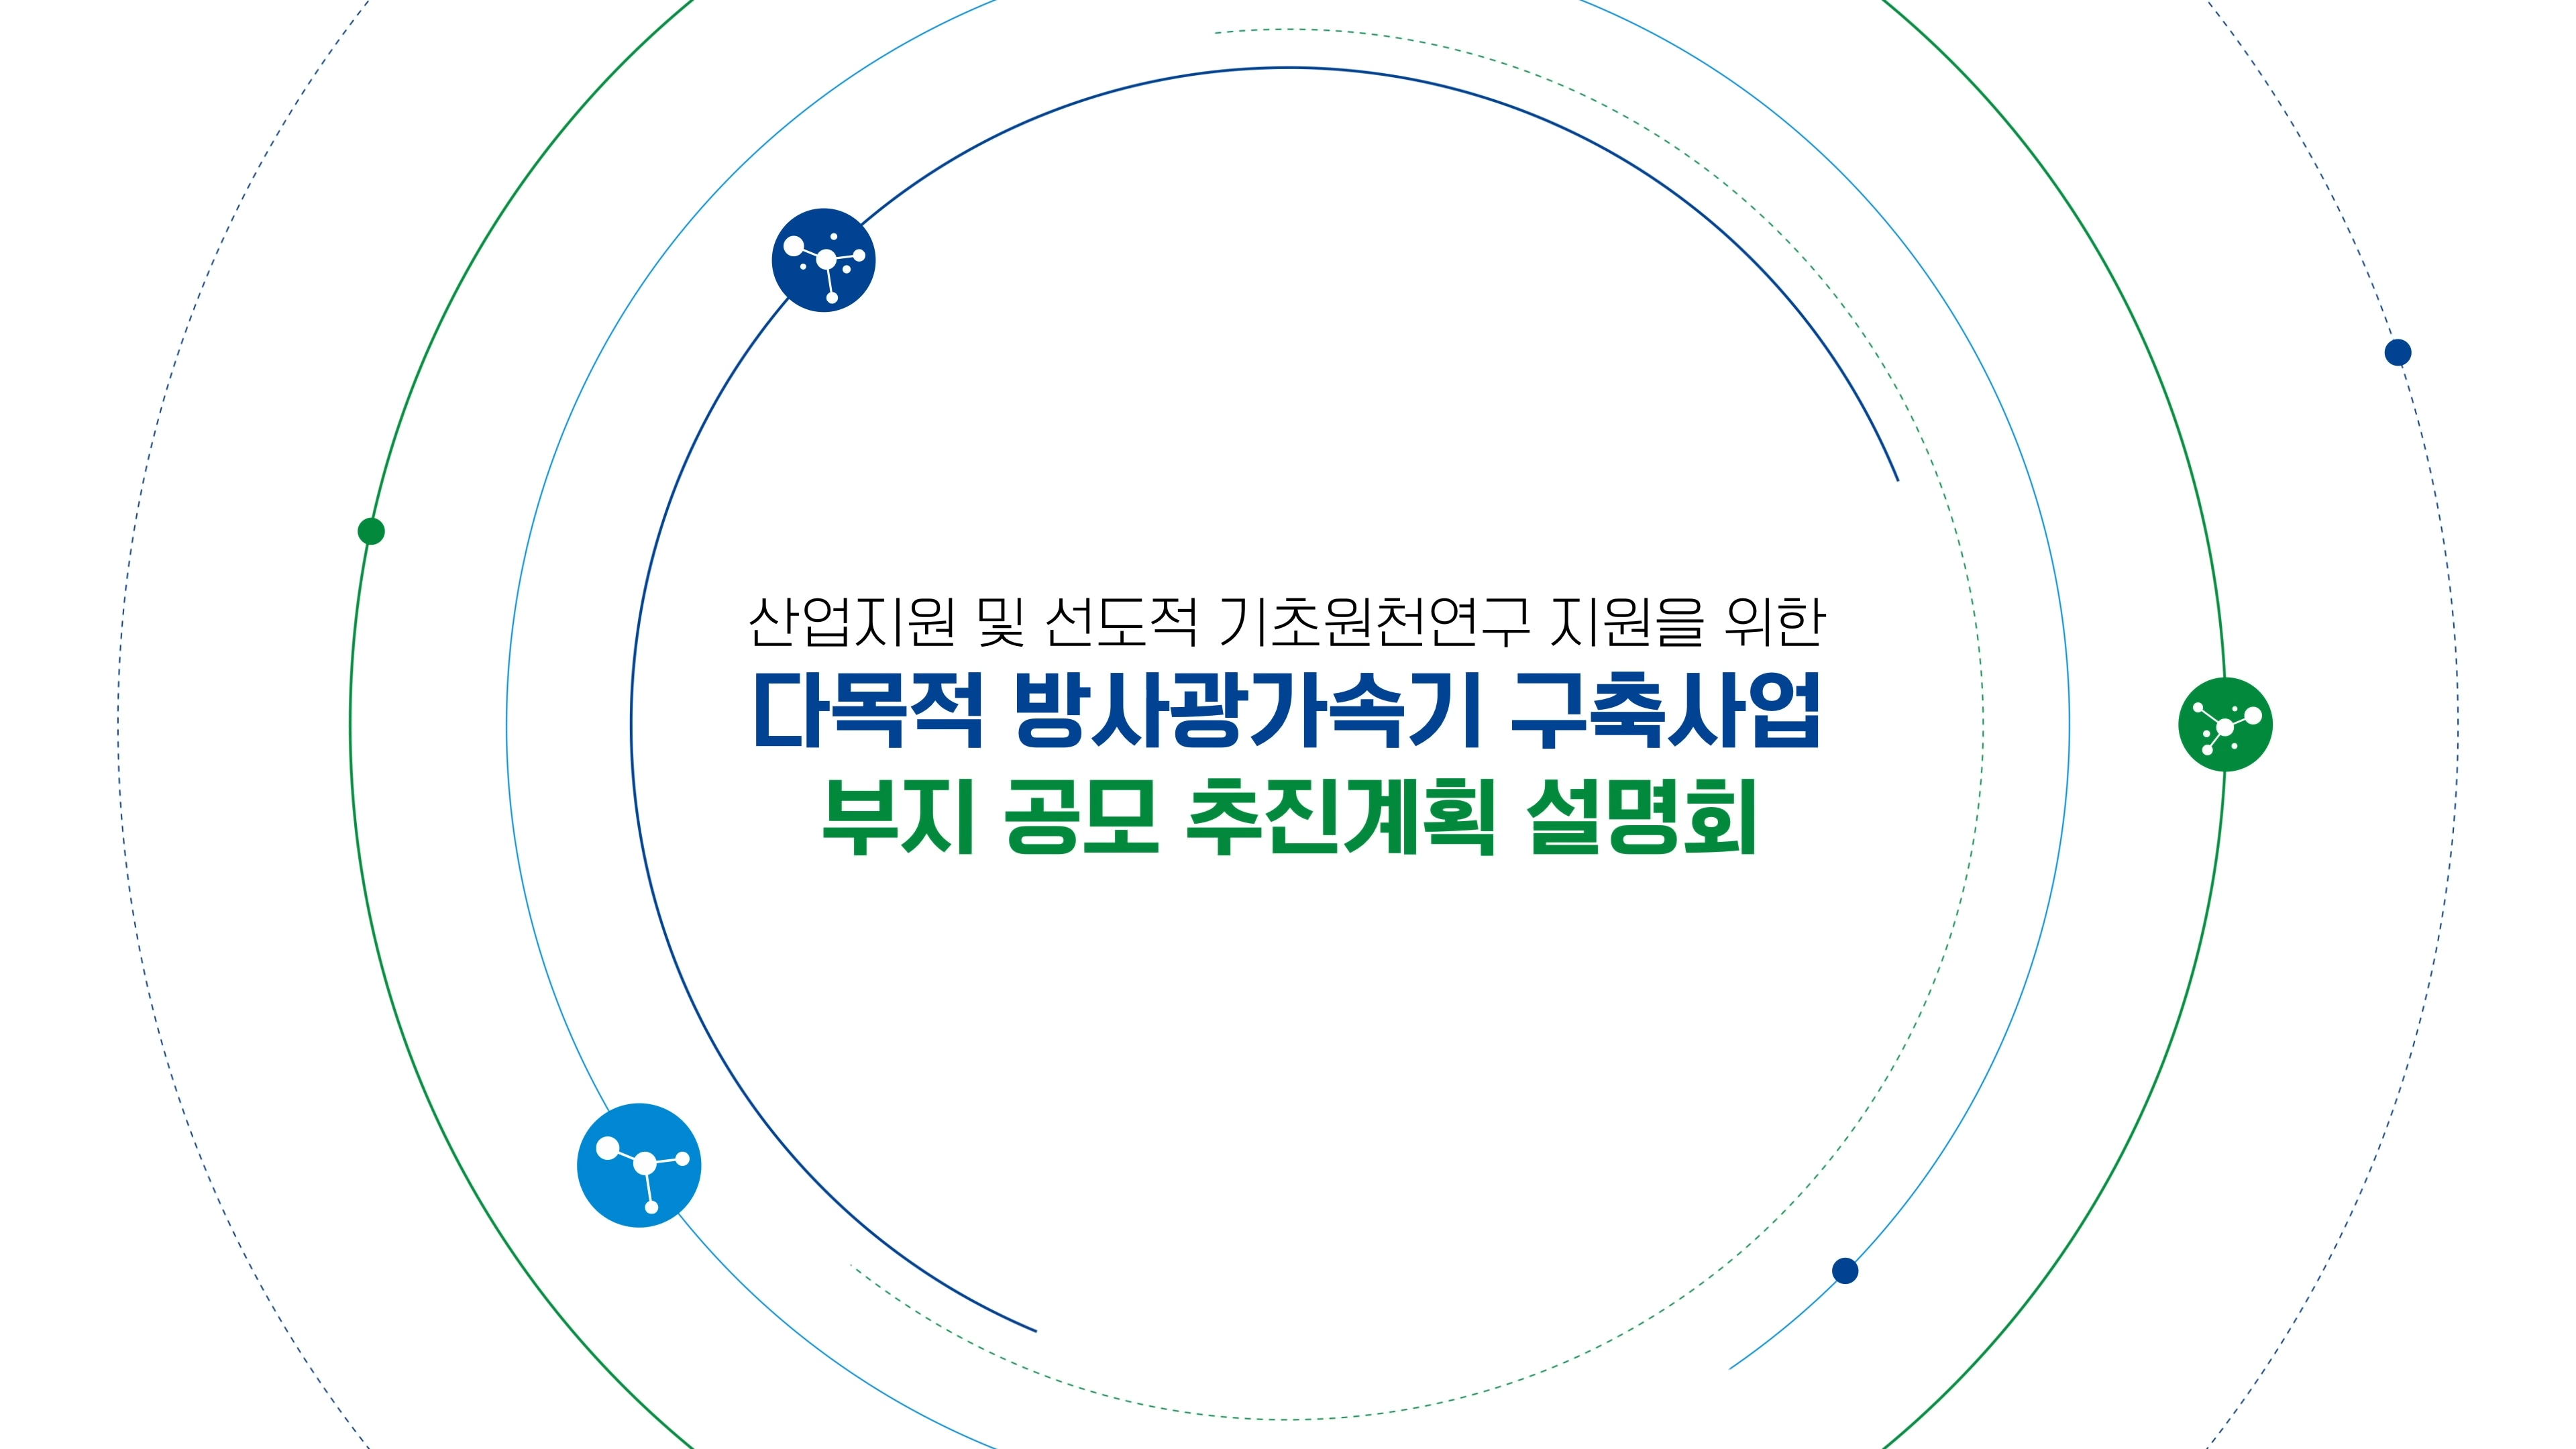 산업지원 및 선도적 기초원천연구 지원을 위한
다목적 방사광가속기 구축사업
부지 공모 추진계획 설명회